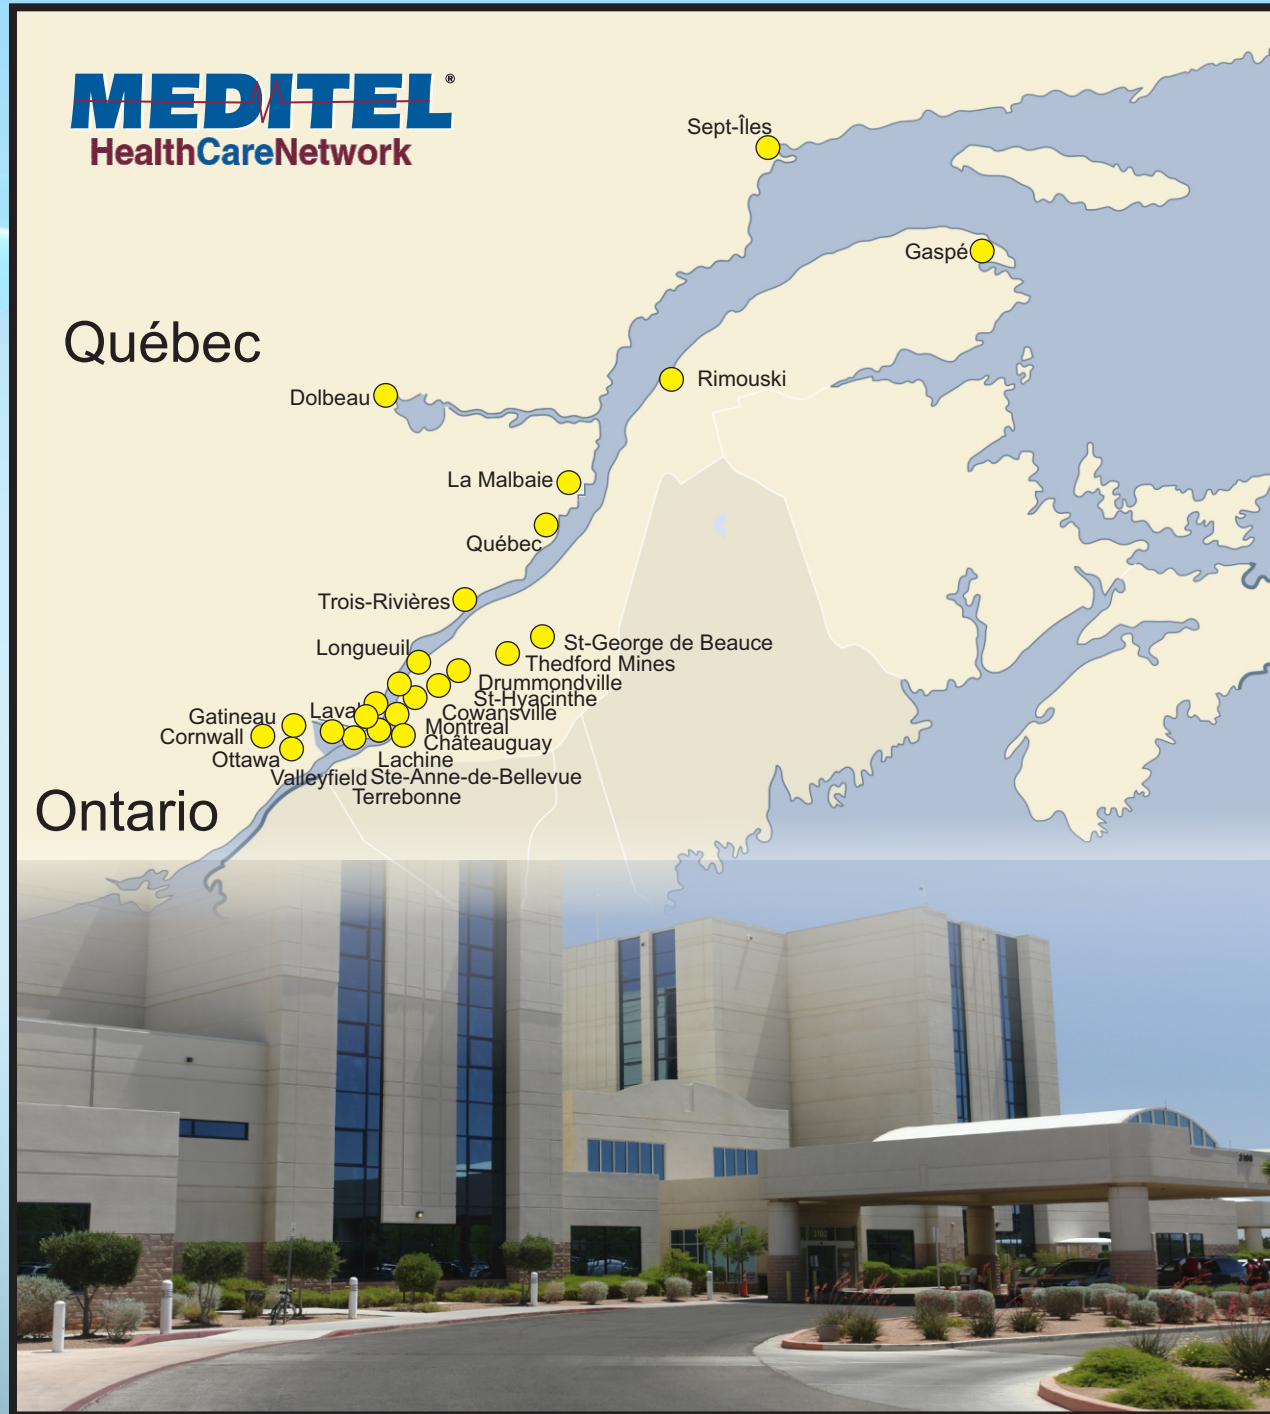 MEDITEL®
HealthCareNetwork
Sept-Îles
Gaspé
Québec
Rimouski
Dolbeau
La Malbaie
Québec
Trois-Rivières
St-George de Beauce
Longueuil
Thedford Mines
Drummondville
St-Hyacinthe
Laval
Cowansville
Gatineau
Montreal
Cornwall
Châteauguay
Ottawa
Lachine
Valleyfield
Ste-Anne-de-Bellevue
Terrebonne
Ontario